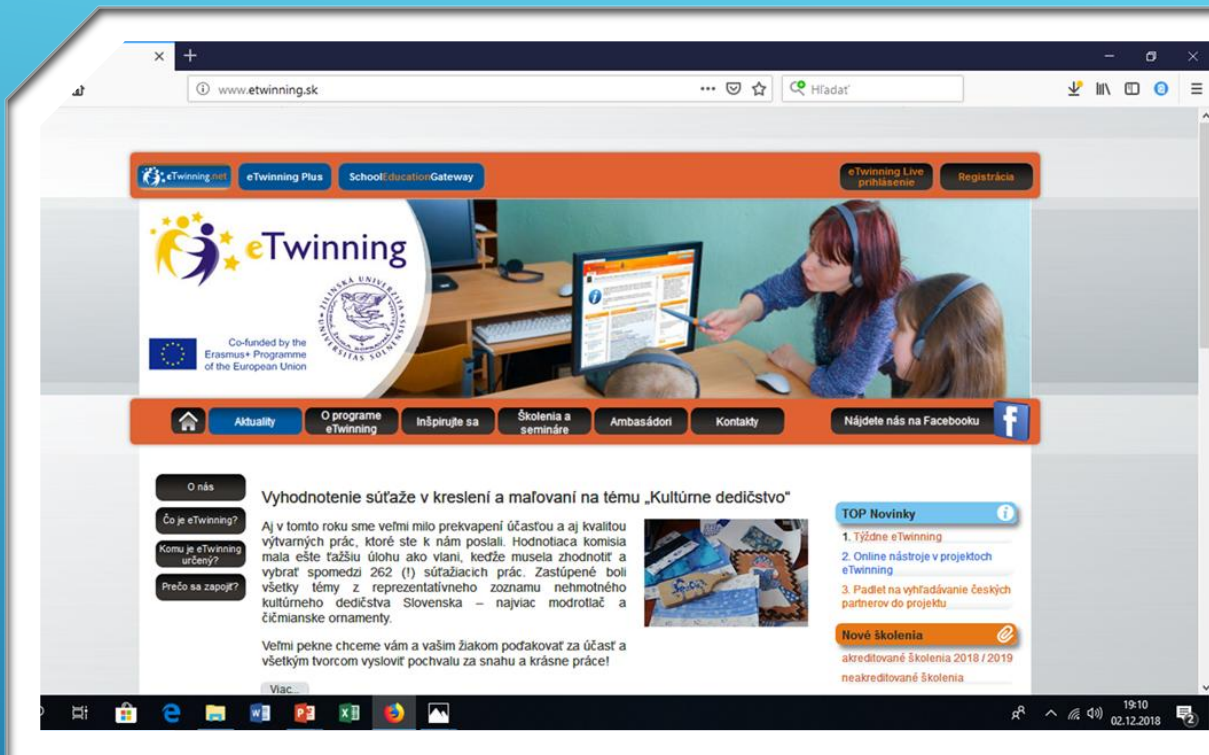 www.etwinning.sk
Hľadať
eTwinning.net
eTwinning Plus
SchoolEducationGateway
eTwinning Live
prihlásenie
Registrácia
eTwinning
ŽILINSKÁ UNIVERZITA
UNIVERSITAS SOLNENSIS
Co-funded by the
Erasmus+ Programme
of the European Union
Aktuality
O programe
eTwinning
Inšpirujte sa
Školenia a
semináre
Ambasádori
Kontakty
Nájdete nás na Facebooku
f
O nás
Čo je eTwinning?
Komu je eTwinning
určený?
Prečo sa zapojiť?
Vyhodnotenie súťaže v kreslení a maľovaní na tému „Kultúrne dedičstvo“
Aj v tomto roku sme veľmi milo prekvapení účasťou a aj kvalitou
výtvarných prác, ktoré ste k nám poslali. Hodnotiaca komisia
mala ešte ťažšiu úlohu ako vlani, keďže musela zhodnotiť a
vybrať spomedzi 262 (!) súťažiacich prác. Zastúpené boli
všetky témy z reprezentatívneho zoznamu nehmotného
kultúrneho dedičstva Slovenska – najviac modrotlač a
čičmianske ornamenty.
Veľmi pekne chceme vám a vašim žiakom poďakovať za účasť a
všetkým tvorcom vysloviť pochvalu za snahu a krásne práce!
Viac...
TOP Novinky
1. Týždne eTwinning
2. Online nástroje v projektoch
eTwinning
3. Padlet na vyhľadávanie českých
partnerov do projektu
Nové školenia
akreditované školenia 2018 / 2019
neakreditované školenia
19:10
02.12.2018
2